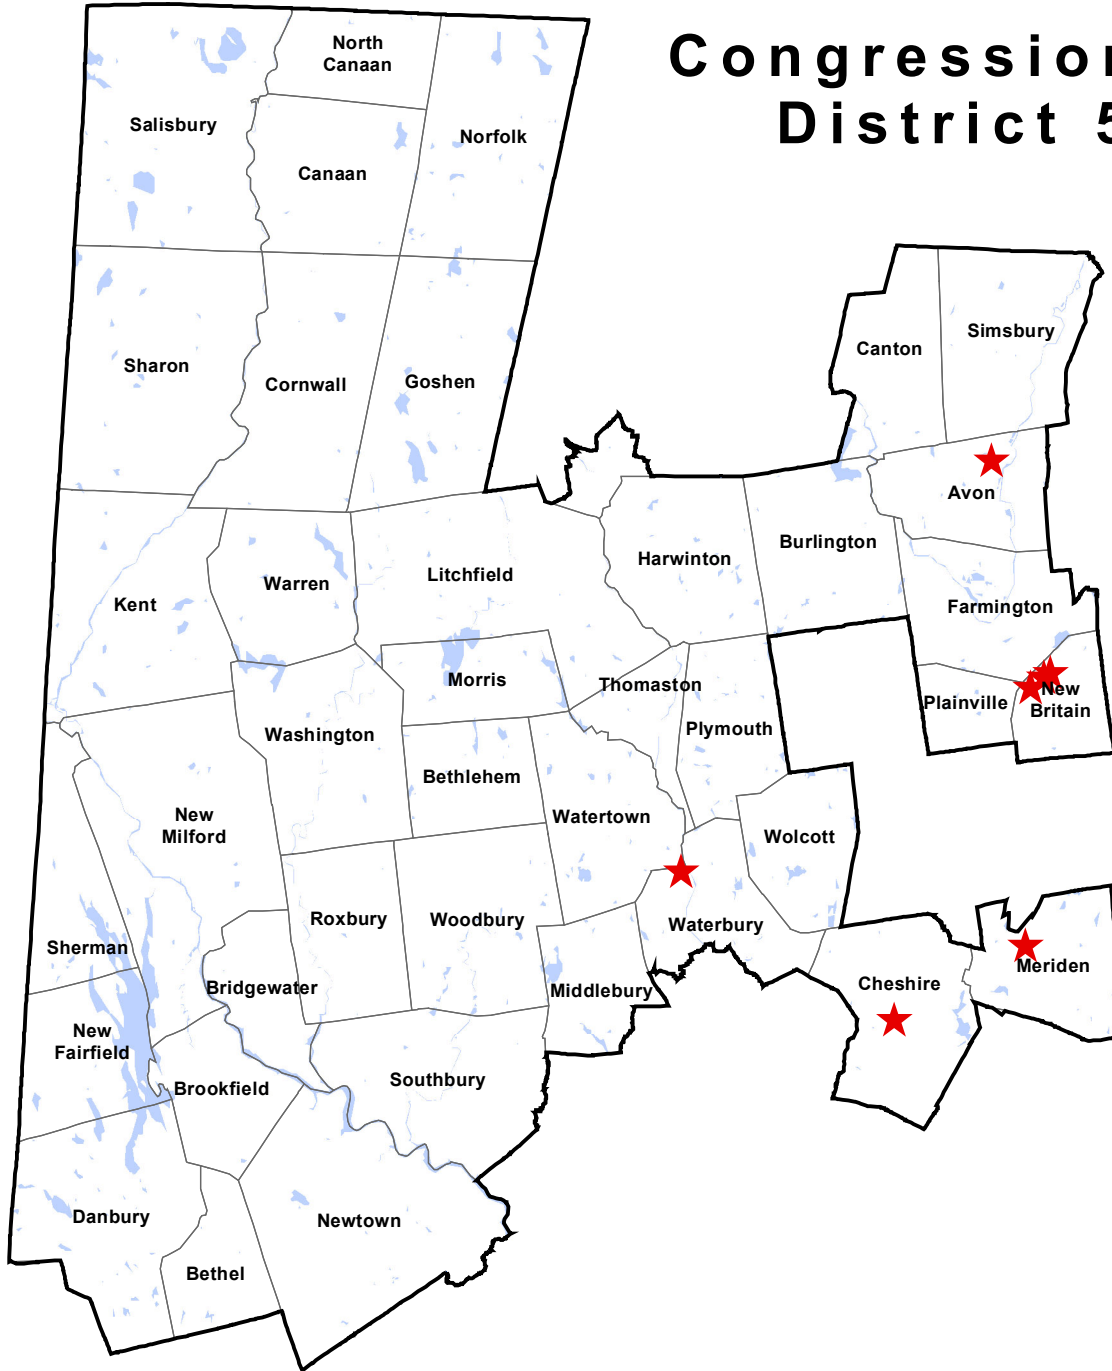 Congression
District 5
North
Canaan
Salisbury
Norfolk
Canaan
Simsbury
Canton
Sharon
Cornwall
Goshen
Avon
Burlington
Harwinton
Litchfield
Warren
Kent
Farmington
Morris
Thomaston
New
Britain
Plainville
Plymouth
Washington
Bethlehem
New
Milford
Watertown
Wolcott
Roxbury
Woodbury
Waterbury
Sherman
Meriden
Cheshire
Bridgewater
Middlebury
New
Fairfield
Southbury
Brookfield
Danbury
Newtown
Bethel